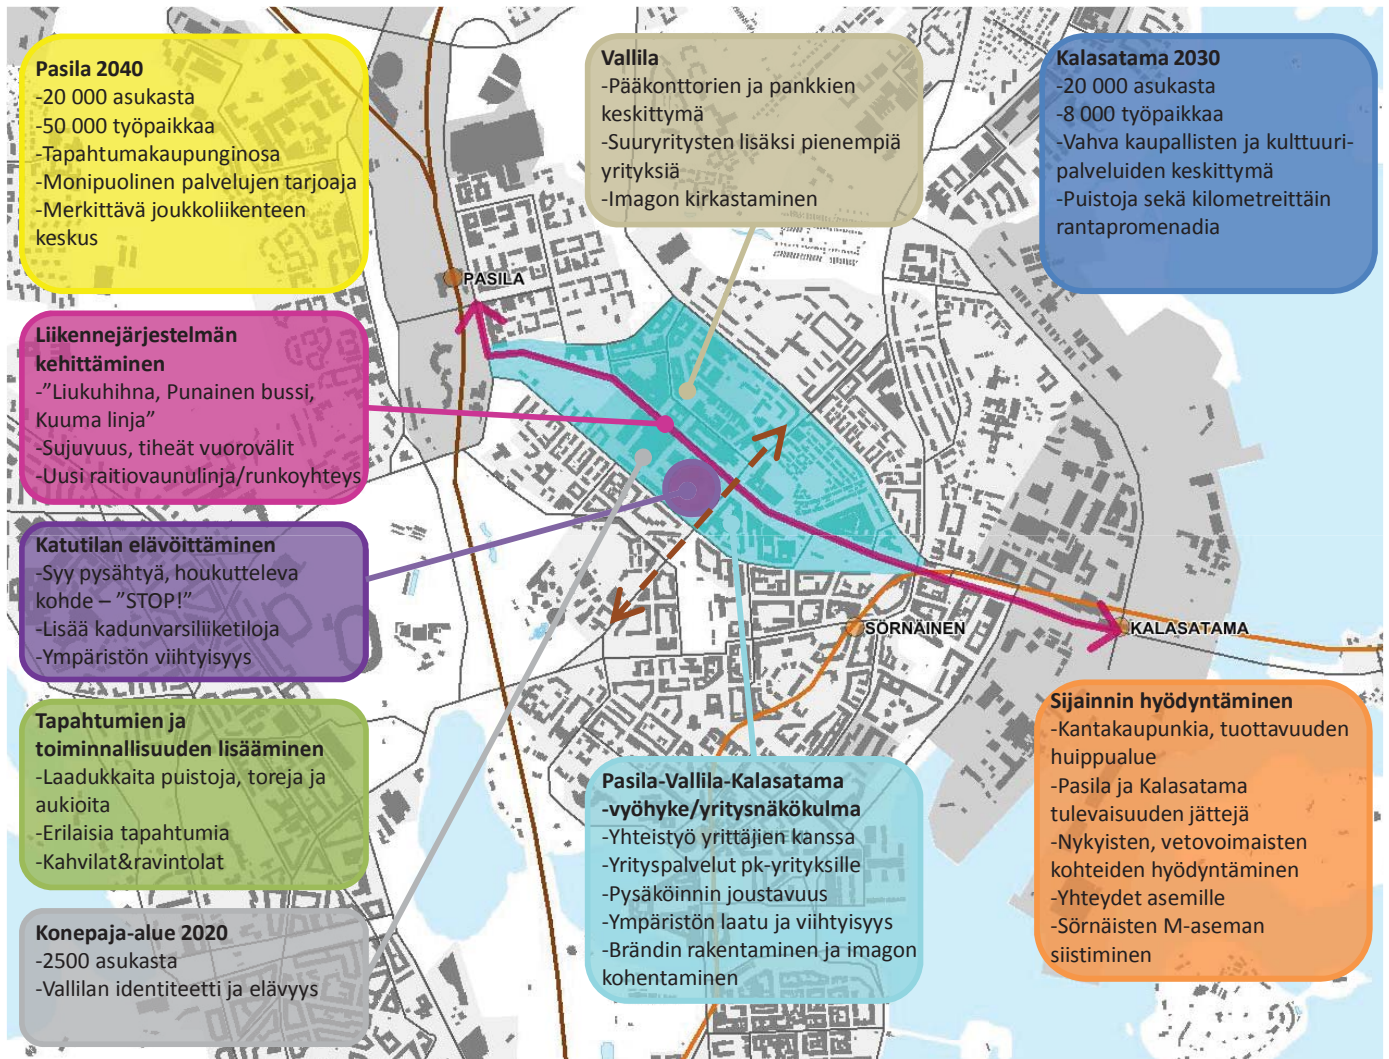 Pasila 2040
-20 000 asukasta
-50 000 työpaikkaa
-Tapahtumakaupunginosa
-Monipuolinen palvelujen tarjoaja
-Merkittävä joukkoliikenteen
keskus
Vallila
-Pääkonttorien ja pankkien
keskittymä
-Suuryritysten lisäksi pienempiä
yrityksiä
-Imagon kirkastaminen
Kalasatama 2030
-20 000 asukasta
-8 000 työpaikkaa
-Vahva kaupallisten ja kulttuuri-
palveluiden keskittymä
-Puistoja sekä kilometreittäin
rantapromenadia
PASILA
Liikennejärjestelmän
kehittäminen
-”Liukuhihna, Punainen bussi,
Kuuma linja”
-Sujuvuus, tiheät vuorovälit
-Uusi raitiovaunulinja/runkoyhteys
Katutilan elävöittäminen
-Syy pysähtyä, houkutteleva
kohde – ”STOP!”
-Lisää kadunvarsiliiketiloja
-Ympäristön viihtyisyys
SÖRNÄINEN
KALASATAMA
Tapahtumien ja
toiminnallisuuden lisääminen
-Laadukkaita puistoja, toreja ja
aukioita
-Erilaisia tapahtumia
-Kahvilat&ravintolat
Pasila-Vallila-Kalasatama
-vyöhyke/yritysnäkökulma
-Yhteistyö yrittäjien kanssa
-Yrityspalvelut pk-yrityksille
-Pysäköinnin joustavuus
-Ympäristön laatu ja viihtyisyys
-Brändin rakentaminen ja imagon
kohentaminen
Sijainnin hyödyntäminen
-Kantakaupunkia, tuottavuuden
huippualue
-Pasila ja Kalasatama
tulevaisuuden jättejä
-Nykyisten, vetovoimaisten
kohteiden hyödyntäminen
-Yhteydet asemille
-Sörnäisten M-aseman
siistiminen
Konepaja-alue 2020
-2500 asukasta
-Vallilan identiteetti ja elävyys